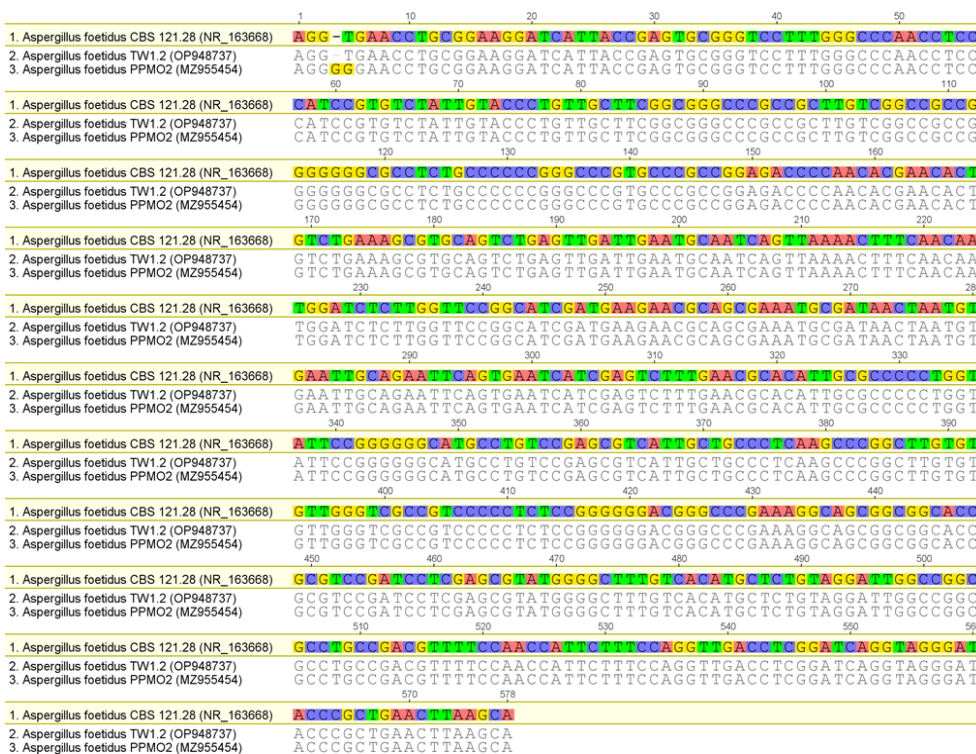 1 10 20 30 40 50
1. Aspergillus foetidus CBS 121.28 (NR_163668) AGG-TGAACCTGCGGAAGGATCATTACCGAGTGCGGGTCCTTTGGGCCCAACCTCC
2. Aspergillus foetidus TW1.2 (OP948737) AGG-TGAACCTGCGGAAGGATCATTACCGAGTGCGGGTCCTTTGGGCCCAACCTCC
3. Aspergillus foetidus PPMO2 (MZ955454) AGGGGGAACCTGCGGAAGGATCATTACCGAGTGCGGGTCCTTTGGGCCCAACCTCC
60 70 80 90 100 110
1. Aspergillus foetidus CBS 121.28 (NR_163668) CATCCGTGTCTATTGTACCCTGTTGCTTCGGCGGGCCCGCCGCTTGTCGGCCGCCG
2. Aspergillus foetidus TW1.2 (OP948737) CATCCGTGTCTATTGTACCCTGTTGCTTCGGCGGGCCCGCCGCTTGTCGGCCGCCG
3. Aspergillus foetidus PPMO2 (MZ955454) CATCCGTGTCTATTGTACCCTGTTGCTTCGGCGGGCCCGCCGCTTGTCGGCCGCCG
120 130 140 150 160
1. Aspergillus foetidus CBS 121.28 (NR_163668) GGGGGGCGCCTCTGCCCCCCGGGCCCGTGCCCGCCGGAGACCCCAACACGAACACT
2. Aspergillus foetidus TW1.2 (OP948737) GGGGGGCGCCTCTGCCCCCCGGGCCCGTGCCCGCCGGAGACCCCAACACGAACACT
3. Aspergillus foetidus PPMO2 (MZ955454) GGGGGGCGCCTCTGCCCCCCGGGCCCGTGCCCGCCGGAGACCCCAACACGAACACT
170 180 190 200 210 220
1. Aspergillus foetidus CBS 121.28 (NR_163668) GTCTGAAAGCGTGCAGTCTGAGTTGATTGAATGCAATCAGTTAAAACTTTCAACAA
2. Aspergillus foetidus TW1.2 (OP948737) GTCTGAAAGCGTGCAGTCTGAGTTGATTGAATGCAATCAGTTAAAACTTTCAACAA
3. Aspergillus foetidus PPMO2 (MZ955454) GTCTGAAAGCGTGCAGTCTGAGTTGATTGAATGCAATCAGTTAAAACTTTCAACAA
230 240 250 260 270 280
1. Aspergillus foetidus CBS 121.28 (NR_163668) TGGATCTCTTGGTTCCGGCATCGATGAAGAACGCAGCGAAATGCGATAACTAATGT
2. Aspergillus foetidus TW1.2 (OP948737) TGGATCTCTTGGTTCCGGCATCGATGAAGAACGCAGCGAAATGCGATAACTAATGT
3. Aspergillus foetidus PPMO2 (MZ955454) TGGATCTCTTGGTTCCGGCATCGATGAAGAACGCAGCGAAATGCGATAACTAATGT
290 300 310 320 330
1. Aspergillus foetidus CBS 121.28 (NR_163668) GAATTGCAGAATTCAGTGAATCATCGAGTCTTTGAACGCACATTGCGCCCCCTGGT
2. Aspergillus foetidus TW1.2 (OP948737) GAATTGCAGAATTCAGTGAATCATCGAGTCTTTGAACGCACATTGCGCCCCCTGGT
3. Aspergillus foetidus PPMO2 (MZ955454) GAATTGCAGAATTCAGTGAATCATCGAGTCTTTGAACGCACATTGCGCCCCCTGGT
340 350 360 370 380 390
1. Aspergillus foetidus CBS 121.28 (NR_163668) ATTCCGGGGGGCATGCCTGTCCGAGCGTCATTGCTGCCCTCAAGCCCGGCTTGTGT
2. Aspergillus foetidus TW1.2 (OP948737) ATTCCGGGGGGCATGCCTGTCCGAGCGTCATTGCTGCCCTCAAGCCCGGCTTGTGT
3. Aspergillus foetidus PPMO2 (MZ955454) ATTCCGGGGGGCATGCCTGTCCGAGCGTCATTGCTGCCCTCAAGCCCGGCTTGTGT
400 410 420 430 440
1. Aspergillus foetidus CBS 121.28 (NR_163668) GTTGGGTCGCCGTCCCCCTCTCCGGGGGGACGGGCCCGAAAGGCAGCGGCGGCACC
2. Aspergillus foetidus TW1.2 (OP948737) GTTGGGTCGCCGTCCCCCTCTCCGGGGGGACGGGCCCGAAAGGCAGCGGCGGCACC
3. Aspergillus foetidus PPMO2 (MZ955454) GTTGGGTCGCCGTCCCCCTCTCCGGGGGGACGGGCCCGAAAGGCAGCGGCGGCACC
450 460 470 480 490 500
1. Aspergillus foetidus CBS 121.28 (NR_163668) GCGTCCGATCCTCGAGCGTATGGGGCTTTGTCACATGCTCTGTAGGATTGGCCGGC
2. Aspergillus foetidus TW1.2 (OP948737) GCGTCCGATCCTCGAGCGTATGGGGCTTTGTCACATGCTCTGTAGGATTGGCCGGC
3. Aspergillus foetidus PPMO2 (MZ955454) GCGTCCGATCCTCGAGCGTATGGGGCTTTGTCACATGCTCTGTAGGATTGGCCGGC
510 520 530 540 550 560
1. Aspergillus foetidus CBS 121.28 (NR_163668) GCCTGCCGACGTTTTCCAACCATTCTTTCCAGGTTGACCTCGGATCAGGTAGGGAT
2. Aspergillus foetidus TW1.2 (OP948737) GCCTGCCGACGTTTTCCAACCATTCTTTCCAGGTTGACCTCGGATCAGGTAGGGAT
3. Aspergillus foetidus PPMO2 (MZ955454) GCCTGCCGACGTTTTCCAACCATTCTTTCCAGGTTGACCTCGGATCAGGTAGGGAT
570 578
1. Aspergillus foetidus CBS 121.28 (NR_163668) ACCCGCTGAACTTAAGCA
2. Aspergillus foetidus TW1.2 (OP948737) ACCCGCTGAACTTAAGCA
3. Aspergillus foetidus PPMO2 (MZ955454) ACCCGCTGAACTTAAGCA